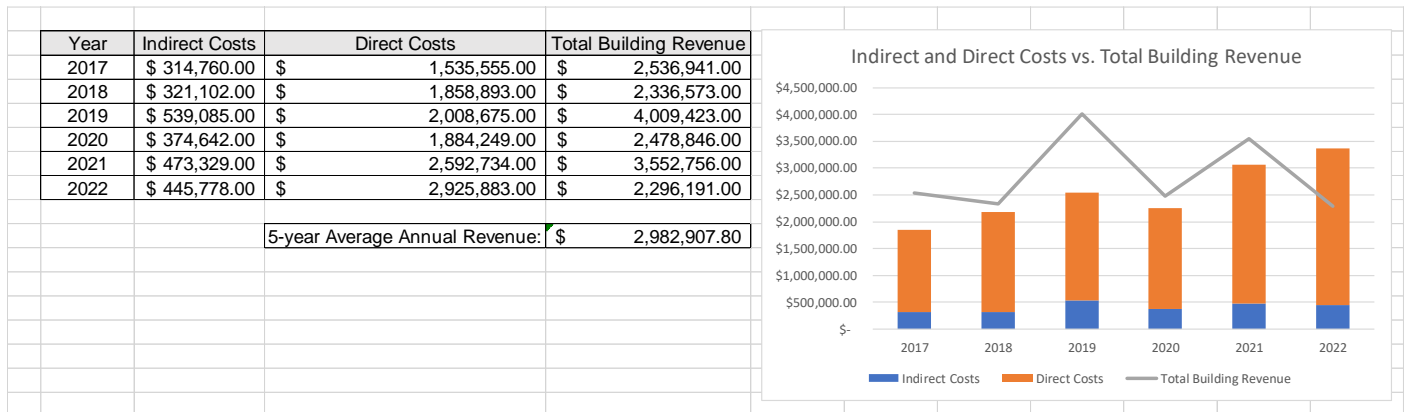 Year Indirect Costs Direct Costs Total Building Revenue
2017 $ 314,760.00 $ 1,535,555.00 $ 2,536,941.00
2018 $ 321,102.00 $ 1,858,893.00 $ 2,336,573.00
2019 $ 539,085.00 $ 2,008,675.00 $ 4,009,423.00
2020 $ 374,642.00 $ 1,884,249.00 $ 2,478,846.00
2021 $ 473,329.00 $ 2,592,734.00 $ 3,552,756.00
2022 $ 445,778.00 $ 2,925,883.00 $ 2,296,191.00
5-year Average Annual Revenue: $ 2,982,907.80
Indirect and Direct Costs vs. Total Building Revenue
$4,500,000.00
$4,000,000.00
$3,500,000.00
$3,000,000.00
$2,500,000.00
$2,000,000.00
$1,500,000.00
$1,000,000.00
$500,000.00
$-
2017 2018 2019 2020 2021 2022
Indirect Costs Direct Costs Total Building Revenue